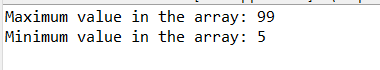 Maximum value in the array: 99
Minimum value in the array: 5